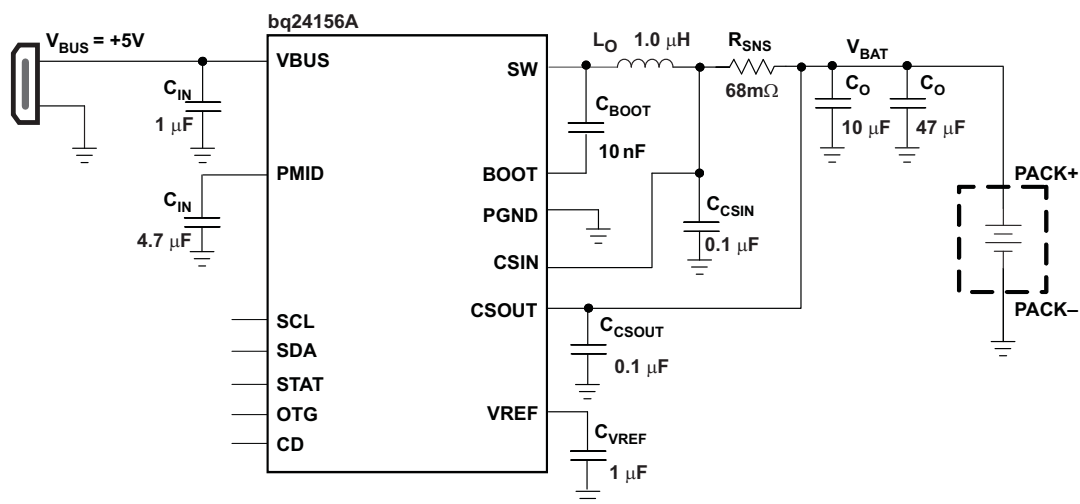 bq24156A
V_BUS = +5V
VBUS
C_IN
1 μF
PMID
C_IN
4.7 μF
SCL
SDA
STAT
OTG
CD
SW
BOOT
PGND
CSIN
CSOUT
VREF
L_O 1.0 μH
R_SNS
68mΩ
V_BAT
C_BOOT
10 nF
C_O
10 μF
C_O
47 μF
C_CSIN
0.1 μF
C_CSOUT
0.1 μF
C_VREF
1 μF
PACK+
PACK–